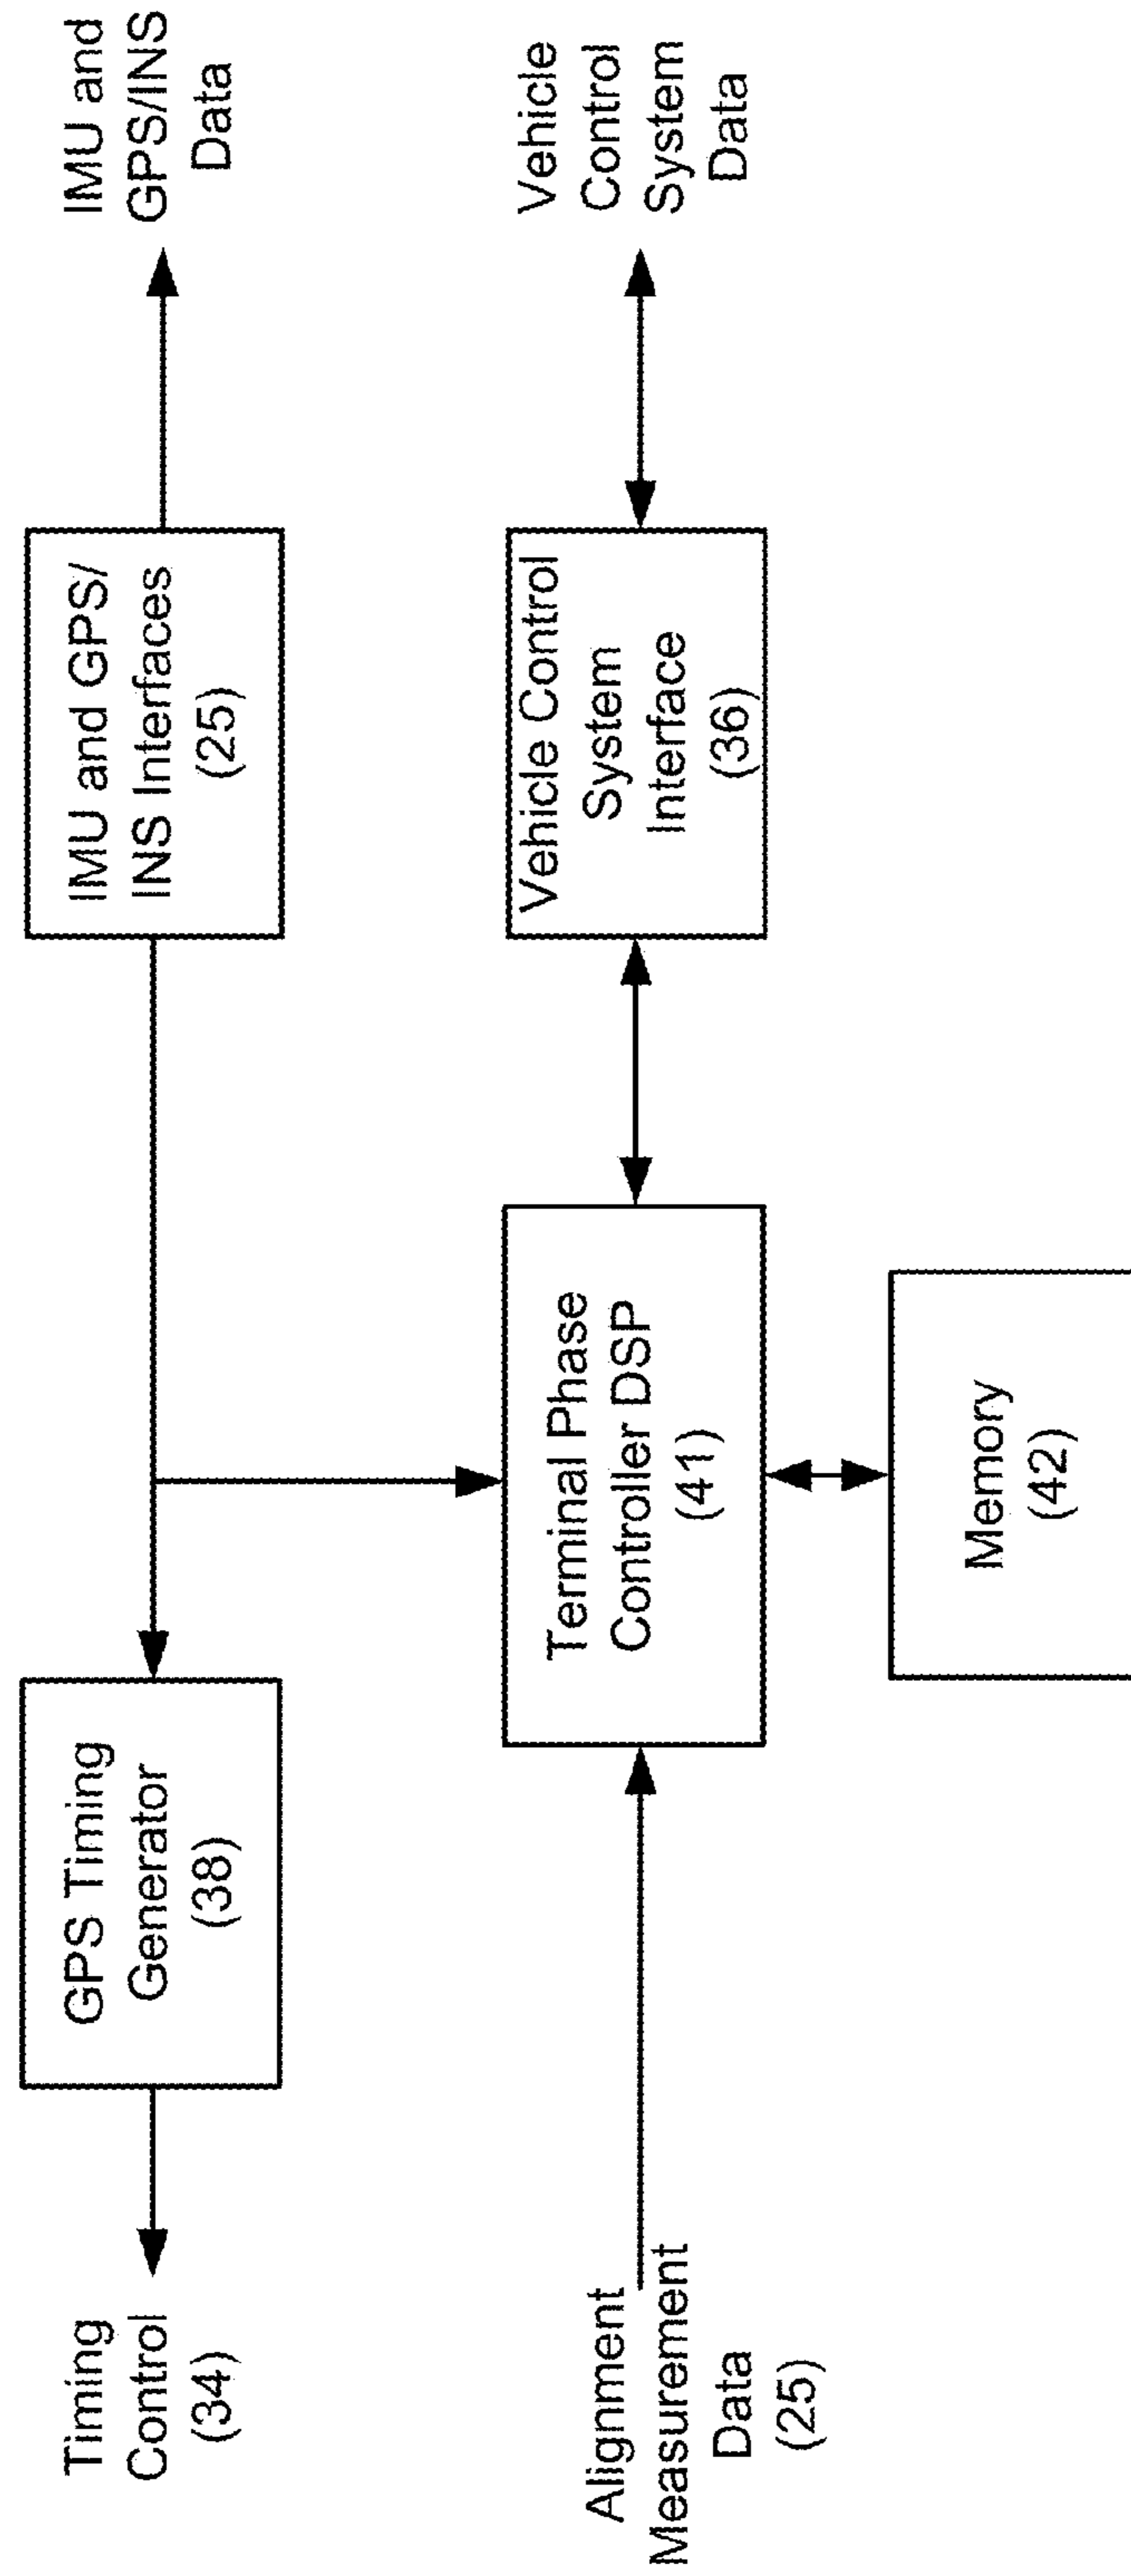 Timing
Control
(34)
GPS Timing
Generator
(38)
IMU and GPS/
INS Interfaces
(25)
IMU and
GPS/INS
Data
Alignment
Measurement
Data
(25)
Terminal Phase
Controller DSP
(41)
Vehicle Control
System
Interface
(36)
Vehicle
Control
System
Data
Memory
(42)